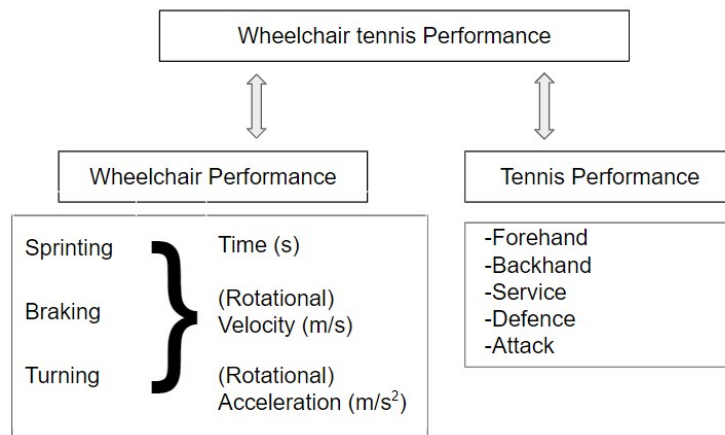 Wheelchair tennis Performance
Wheelchair Performance
Tennis Performance
Sprinting
Braking
Turning
}
Time (s)
(Rotational)
Velocity (m/s)
(Rotational)
Acceleration (m/s²)
-Forehand
-Backhand
-Service
-Defence
-Attack